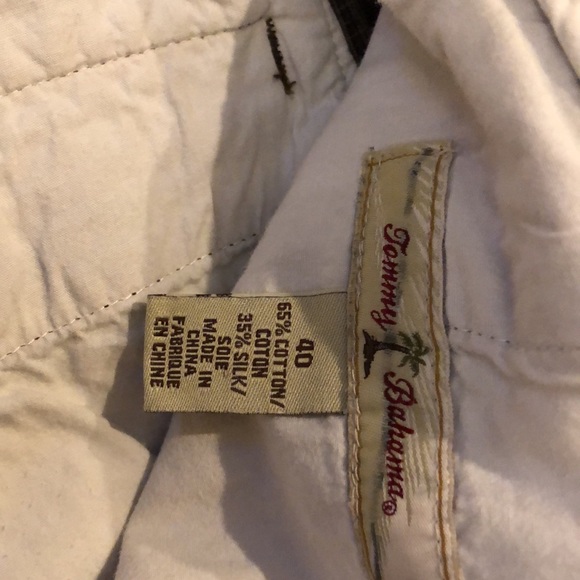 Tommy Bahama®
40
65% COTTON/
COTON
35% SILK/
SOIE
MADE IN
CHINA
FABRIQUE
EN CHINE